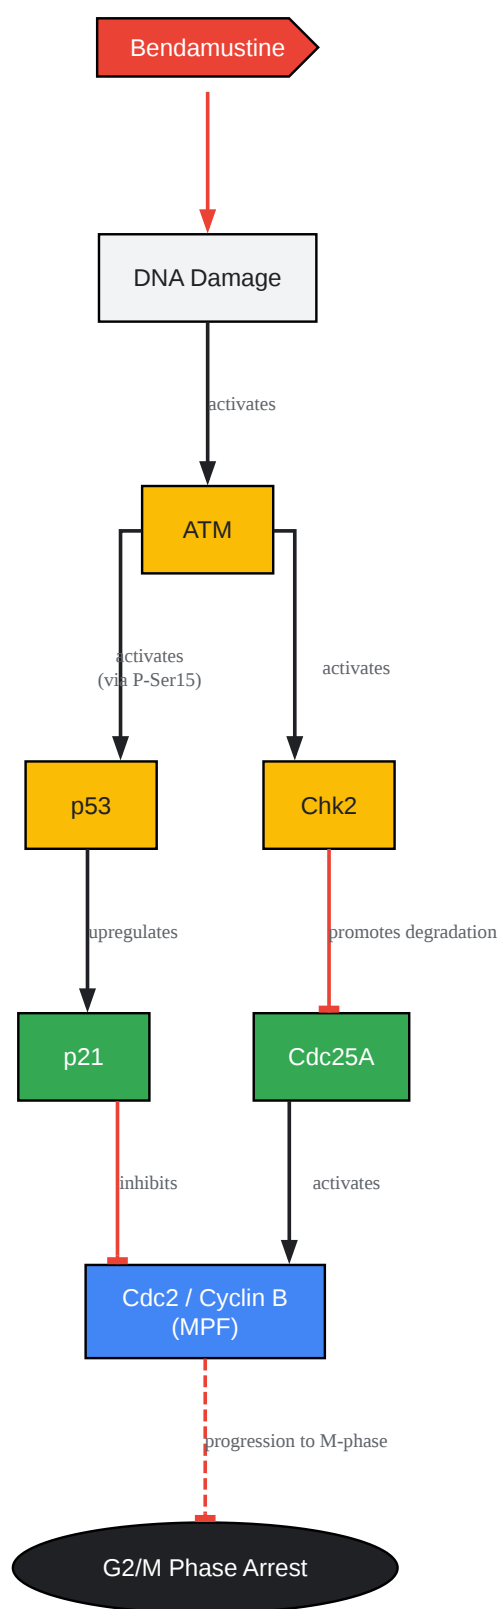 Bendamustine
DNA Damage
activates
ATM
activates
(via P-Ser15)
activates
p53
Chk2
upregulates
promotes degradation
p21
Cdc25A
inhibits
activates
Cdc2 / Cyclin B
(MPF)
progression to M-phase
G2/M Phase Arrest